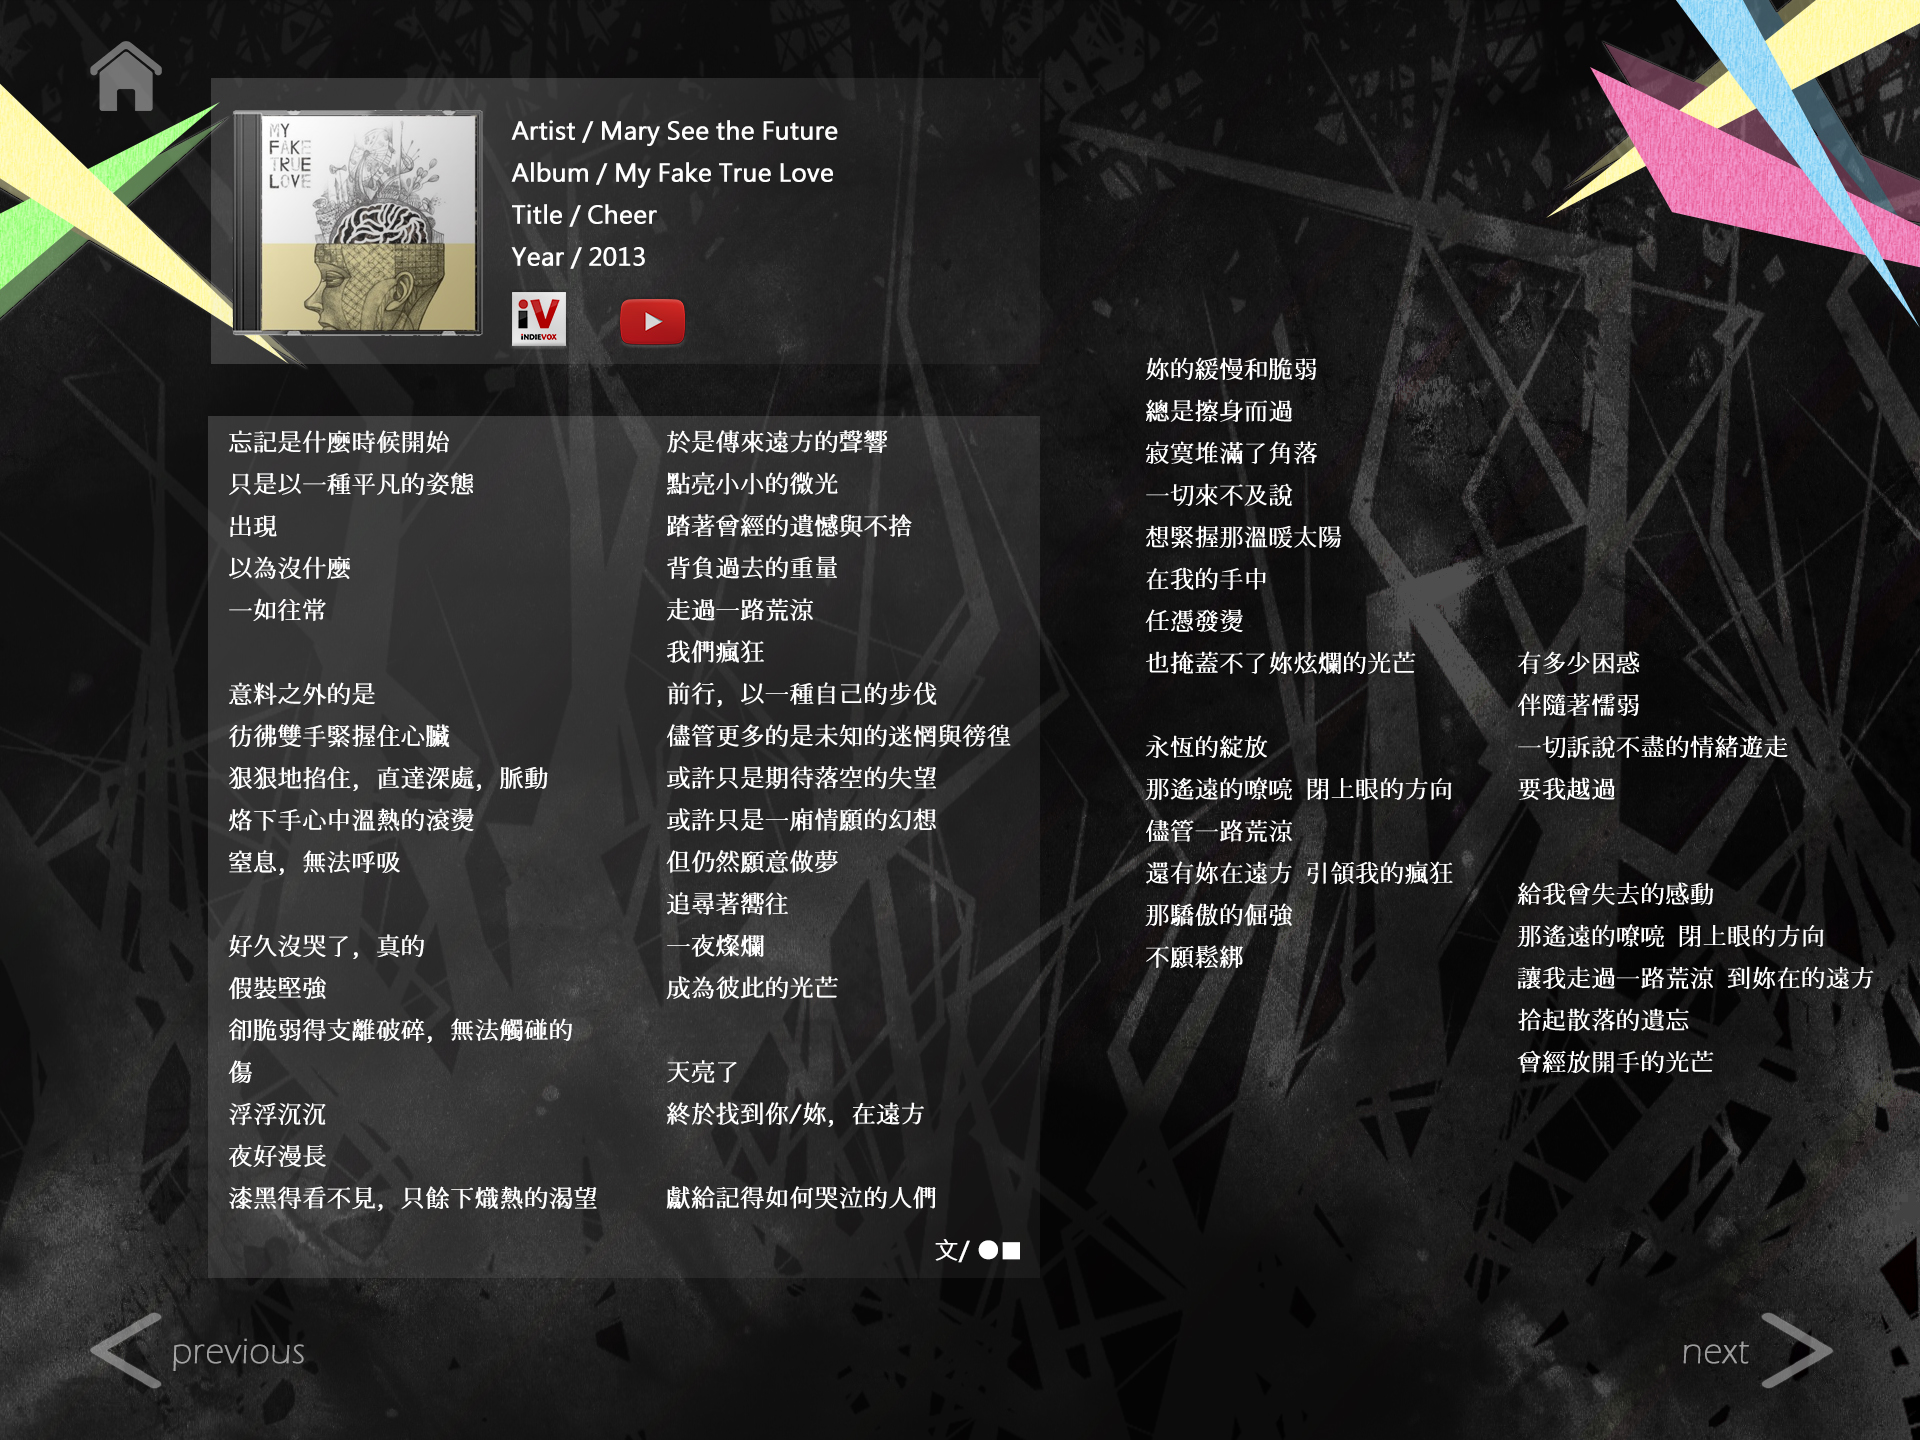 MY
FAKE
TRUE
LOVE
Artist / Mary See the Future
Album / My Fake True Love
Title / Cheer
Year / 2013
iV
iNDIEVOX
忘記是什麼時候開始
只是以一種平凡的姿態
出現
以為沒什麼
一如往常
意料之外的是
彷彿雙手緊握住心臟
狠狠地掐住，直達深處，脈動
烙下手心中溫熱的滾燙
窒息，無法呼吸
好久沒哭了，真的
假裝堅強
卻脆弱得支離破碎，無法觸碰的
傷
浮浮沉沉
夜好漫長
漆黑得看不見，只餘下熾熱的渴望
於是傳來遠方的聲響
點亮小小的微光
踏著曾經的遺憾與不捨
背負過去的重量
走過一路荒涼
我們瘋狂
前行，以一種自己的步伐
儘管更多的是未知的迷惘與徬徨
或許只是期待落空的失望
或許只是一廂情願的幻想
但仍然願意做夢
追尋著嚮往
一夜燦爛
成為彼此的光芒
天亮了
終於找到你/妳，在遠方
獻給記得如何哭泣的人們
文/ ●■
妳的緩慢和脆弱
總是擦身而過
寂寞堆滿了角落
一切來不及說
想緊握那溫暖太陽
在我的手中
任憑發燙
也掩蓋不了妳炫爛的光芒
永恆的綻放
那遙遠的嘹喨 閉上眼的方向
儘管一路荒涼
還有妳在遠方 引領我的瘋狂
那驕傲的倔強
不願鬆綁
有多少困惑
伴隨著懦弱
一切訴說不盡的情緒遊走
要我越過
給我曾失去的感動
那遙遠的嘹喨 閉上眼的方向
讓我走過一路荒涼 到妳在的遠方
拾起散落的遺忘
曾經放開手的光芒
previous
next